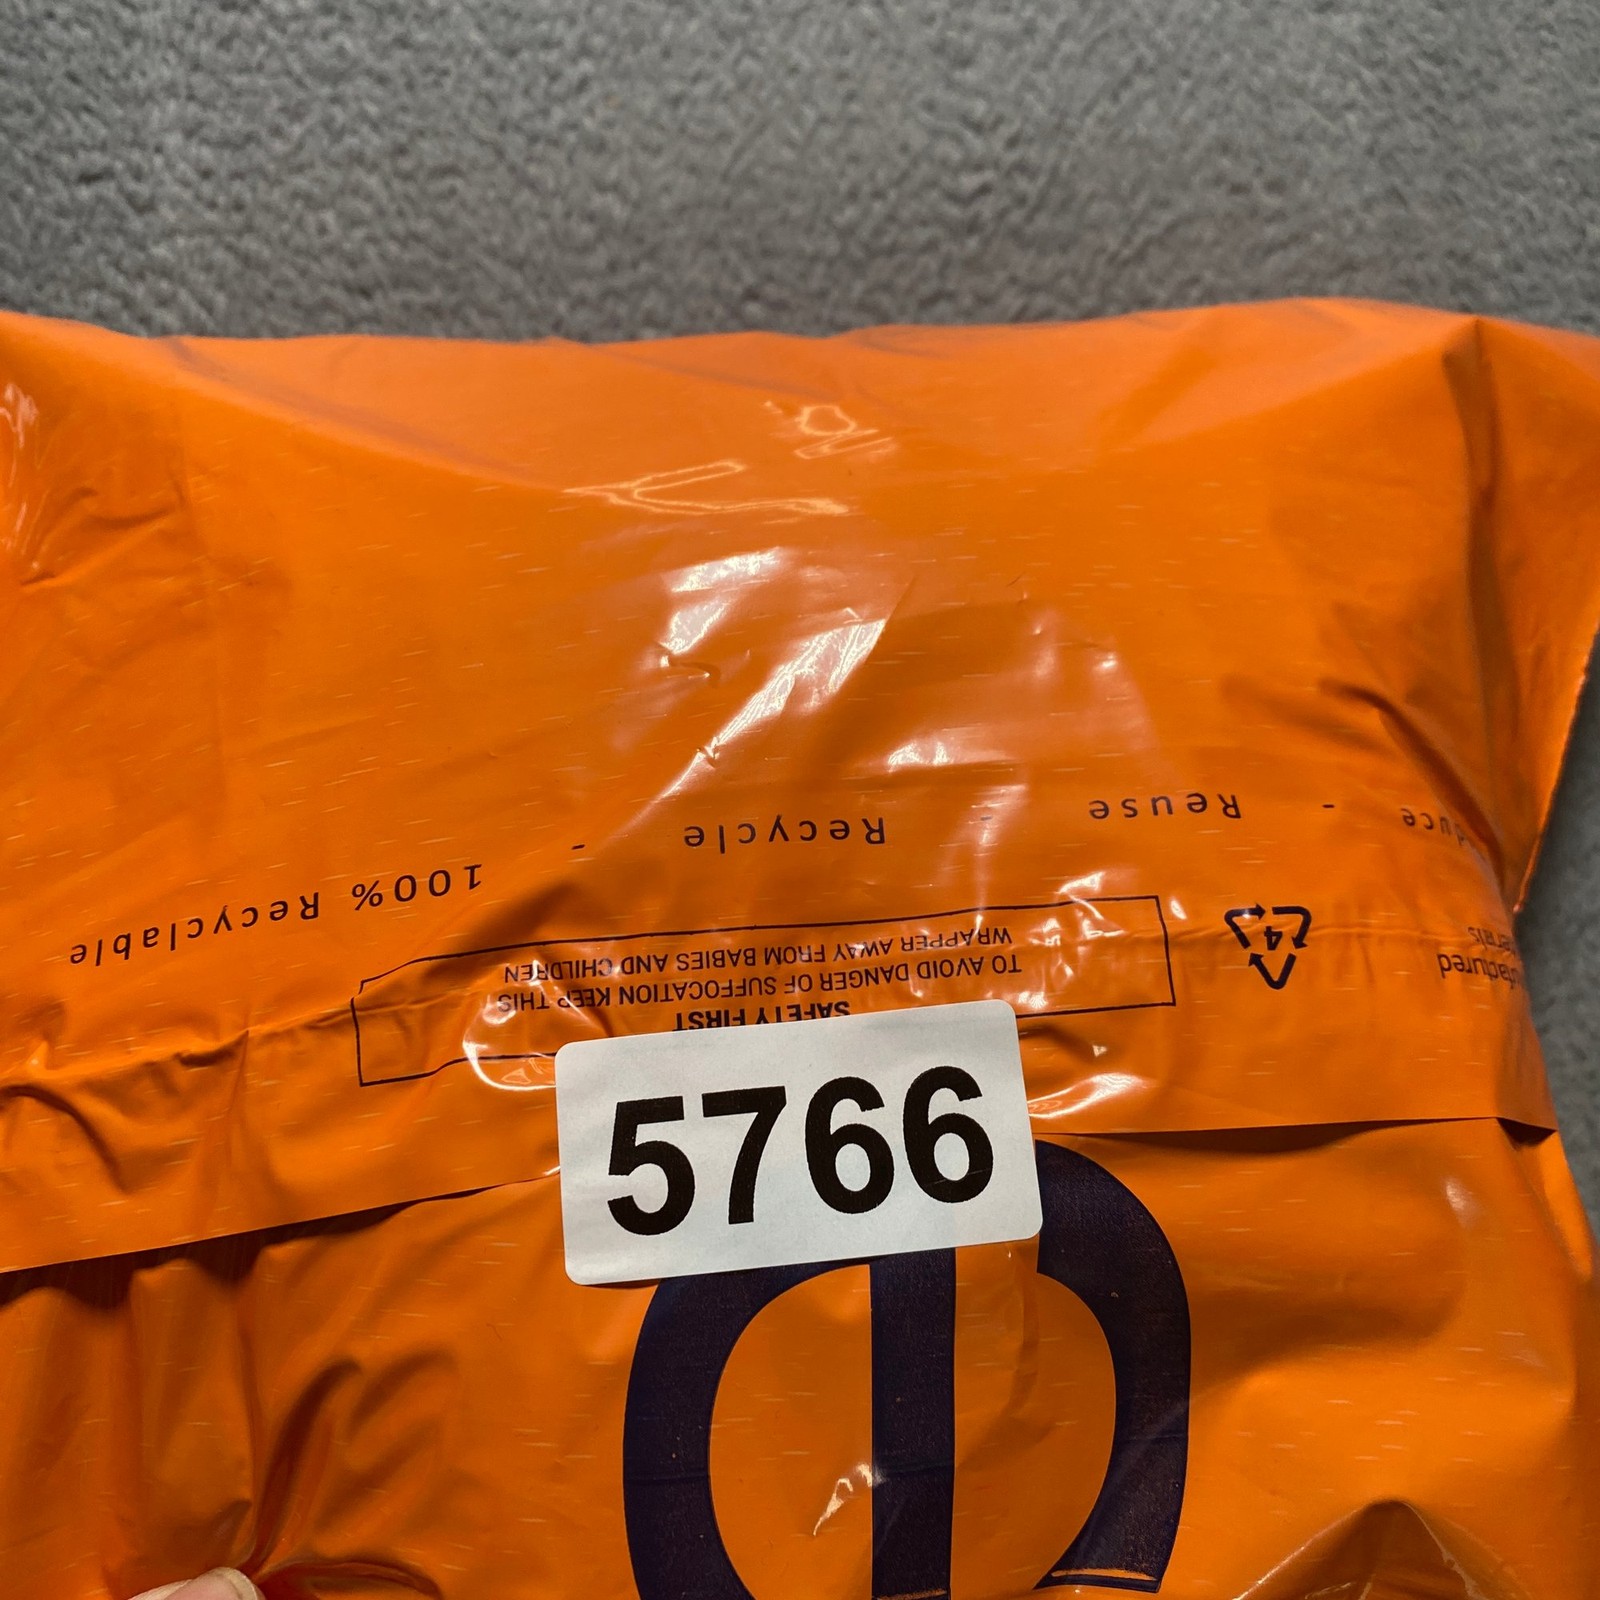 100% Recyclable
-
Recycle
-
Reuse
-
SAFETY FIRST
TO AVOID DANGER OF SUFFOCATION KEEP THIS
WRAPPER AWAY FROM BABIES AND CHILDREN
4
5766